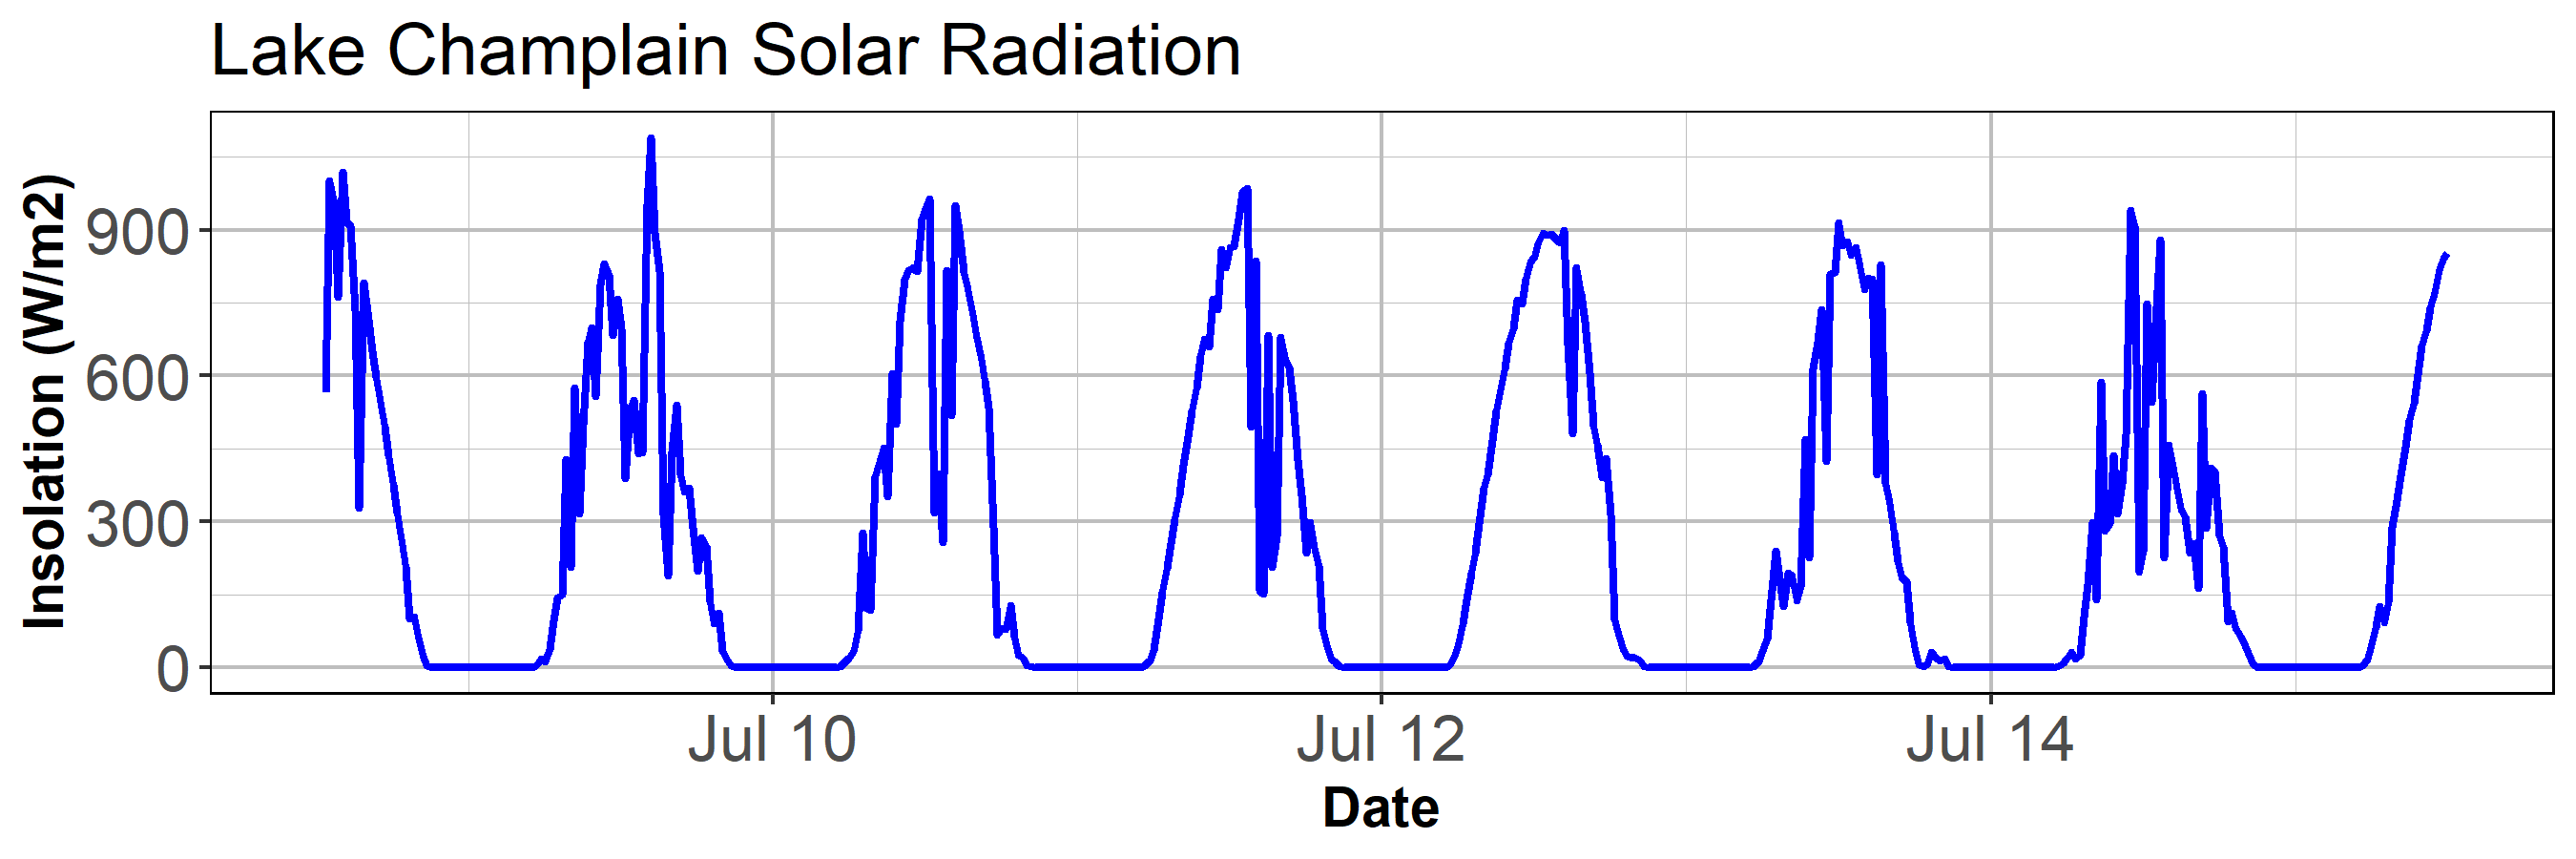 Lake Champlain Solar Radiation
Insolation (W/m2)
900
600
300
0
Jul 10
Jul 12
Jul 14
Date